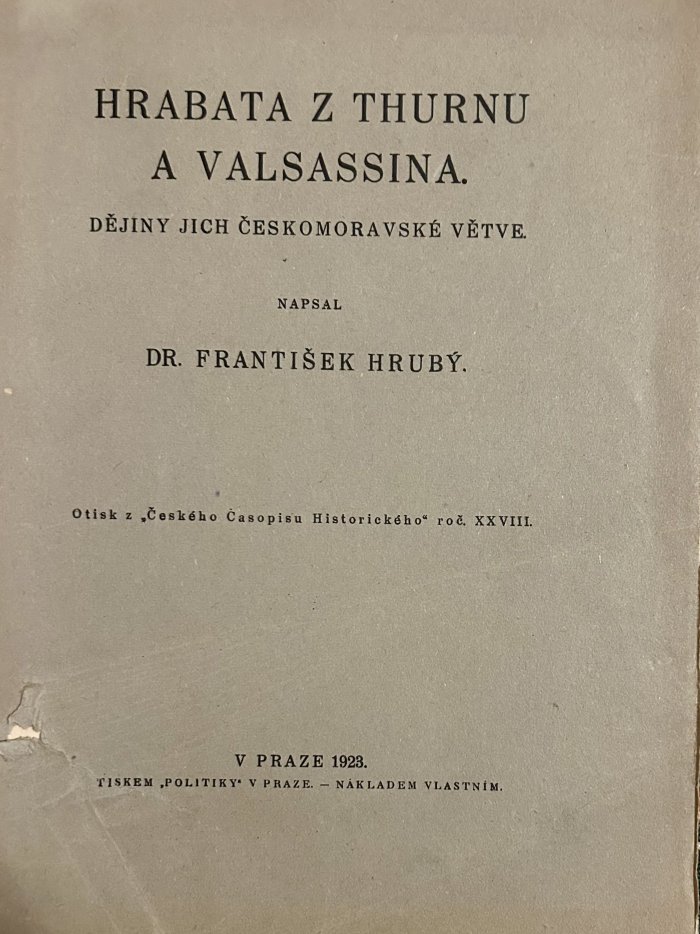 HRABATA Z THURNU
A VALSASSINA.
DĚJINY JICH ČESKOMORAVSKÉ VĚTVE.
NAPSAL
DR. FRANTIŠEK HRUBÝ.
Otisk z „Českého Časopisu Historického“ roč. XXVIII.
V PRAZE 1923.
TISKEM „POLITIKY“ V PRAZE. — NÁKLADEM VLASTNÍM.